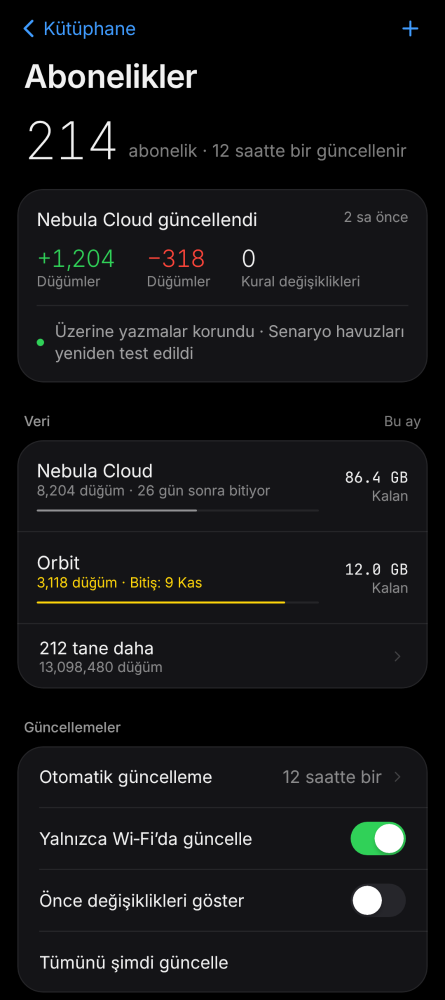 Kütüphane
Abonelikler
214 abonelik · 12 saatte bir güncellenir
Nebula Cloud güncellendi
2 sa önce
+1,204
−318
0
Düğümler
Düğümler
Kural değişiklikleri
Üzerine yazmalar korundu · Senaryo havuzları
yeniden test edildi
Veri
Bu ay
Nebula Cloud
8,204 düğüm · 26 gün sonra bitiyor
86.4 GB
Kalan
Orbit
3,118 düğüm · Bitiş: 9 Kas
12.0 GB
Kalan
212 tane daha
13,098,480 düğüm
Güncellemeler
Otomatik güncelleme
12 saatte bir
Yalnızca Wi-Fi’da güncelle
Önce değişiklikleri göster
Tümünü şimdi güncelle